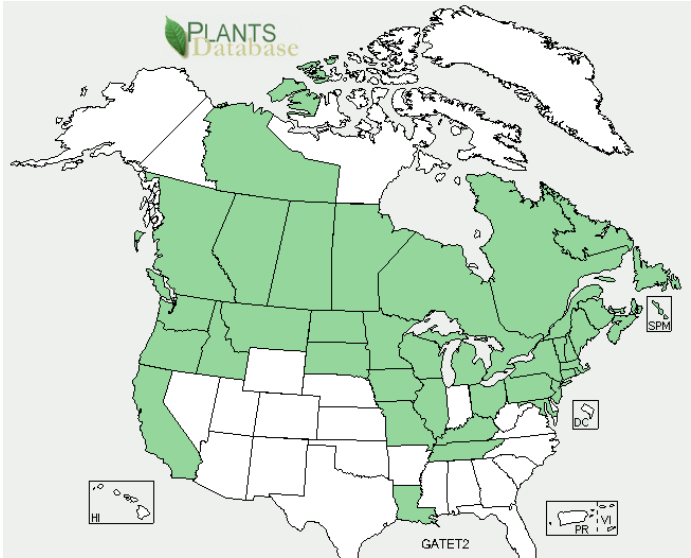 PLANTS
Database
SPM
DC
HI
PR
VI
GATET2